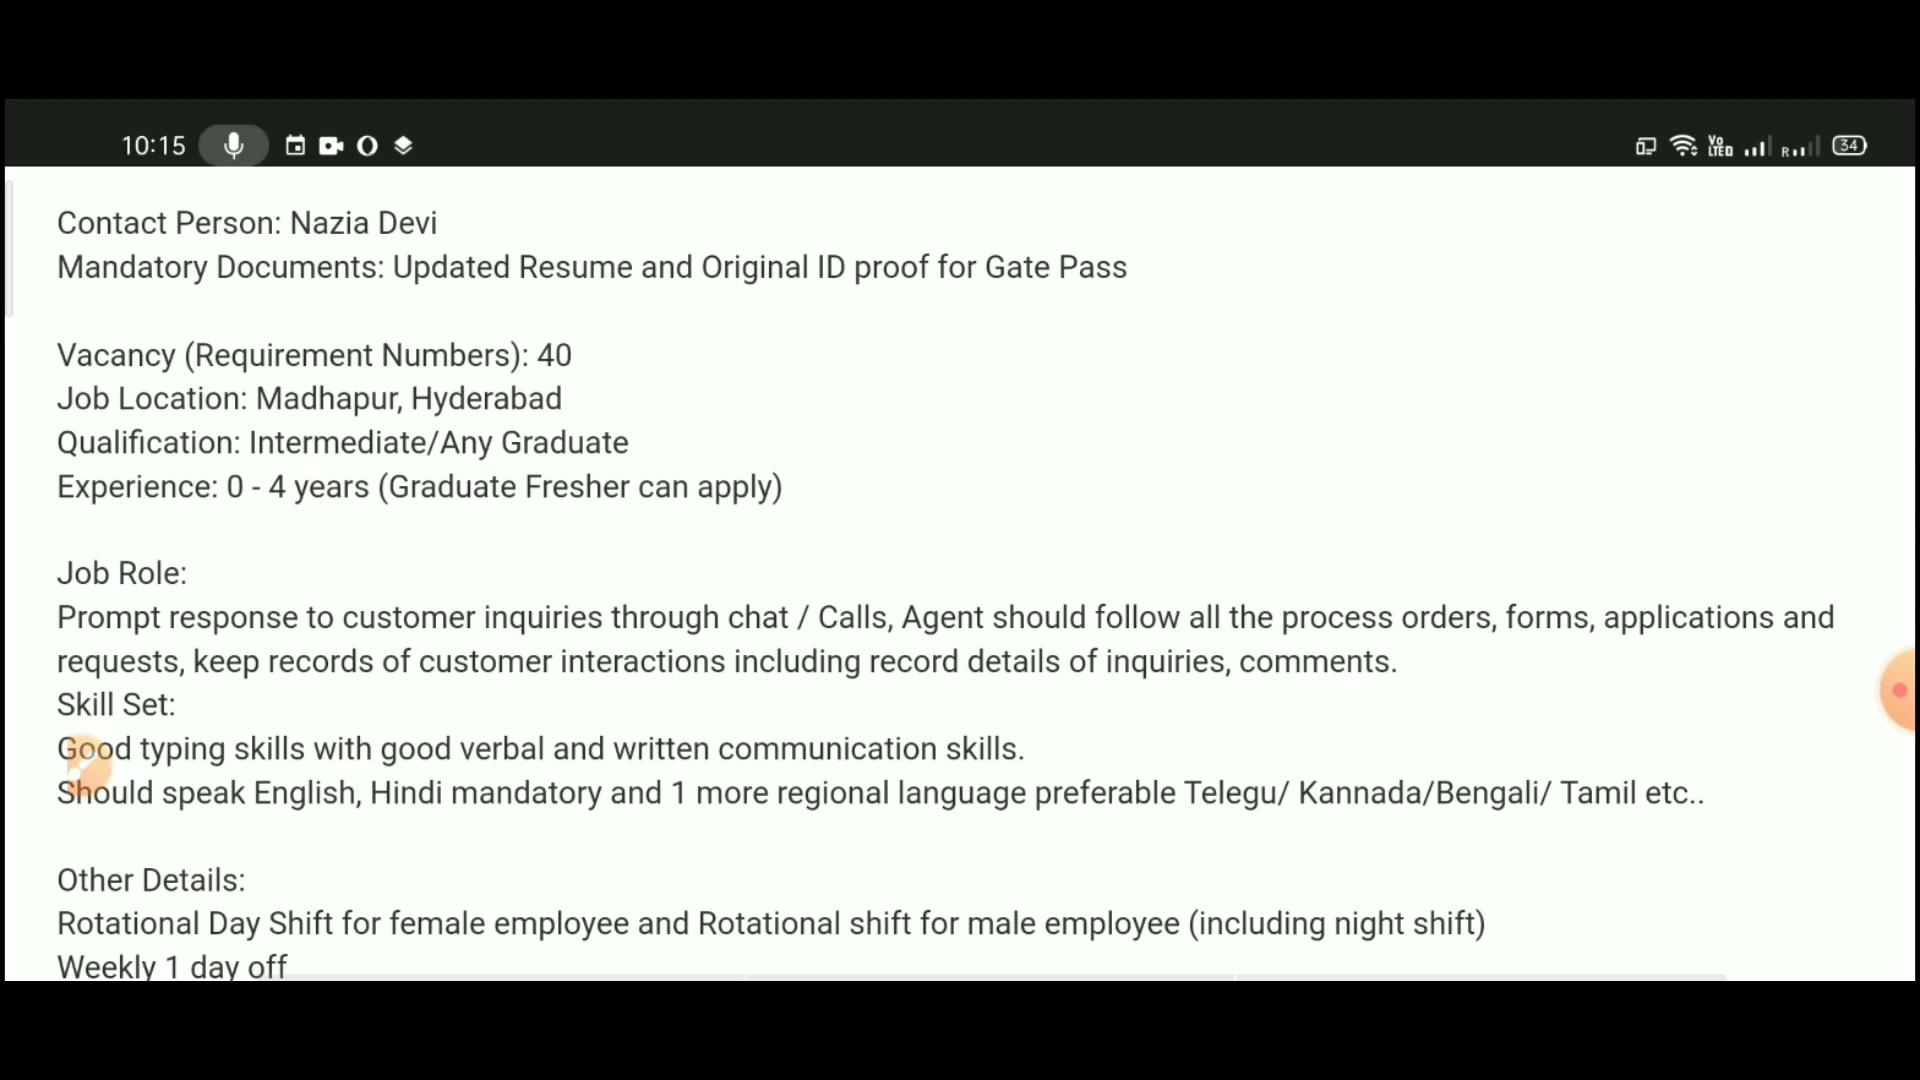 10:15
Vo LTED
R
34
Contact Person: Nazia Devi
Mandatory Documents: Updated Resume and Original ID proof for Gate Pass
Vacancy (Requirement Numbers): 40
Job Location: Madhapur, Hyderabad
Qualification: Intermediate/Any Graduate
Experience: 0 - 4 years (Graduate Fresher can apply)
Job Role:
Prompt response to customer inquiries through chat / Calls, Agent should follow all the process orders, forms, applications and
requests, keep records of customer interactions including record details of inquiries, comments.
Skill Set:
Good typing skills with good verbal and written communication skills.
Should speak English, Hindi mandatory and 1 more regional language preferable Telegu/ Kannada/Bengali/ Tamil etc..
Other Details:
Rotational Day Shift for female employee and Rotational shift for male employee (including night shift)
Weekly 1 day off